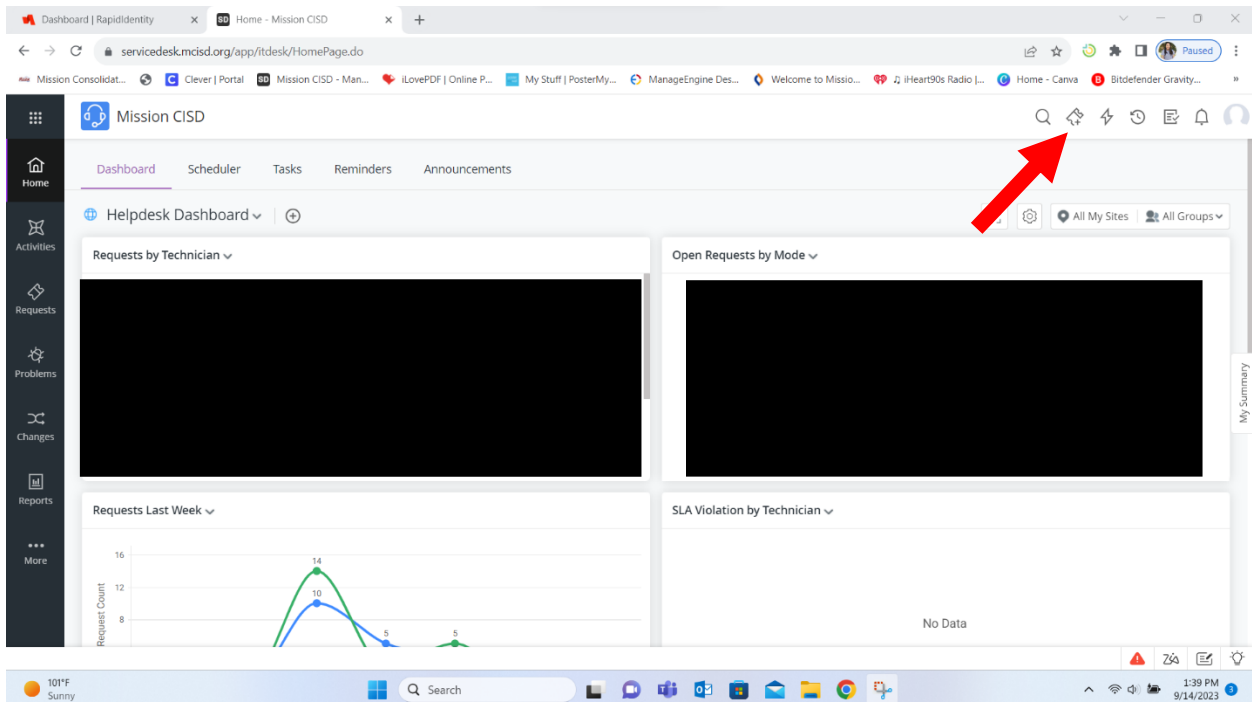 Dashboard | RapidIdentity
SD Home - Mission CISD
servicedesk.mcisd.org/app/itdesk/HomePage.do
Paused
Mission Consolidat...
C Clever | Portal
SD Mission CISD - Man...
iLovePDF | Online P...
My Stuff | PosterMy...
ManageEngine Des...
Welcome to Missio...
iHeart90s Radio |...
Home - Canva
B Bitdefender Gravity...
»
Mission CISD
Home
Activities
Requests
Problems
Changes
Reports
More
Dashboard Scheduler Tasks Reminders Announcements
Helpdesk Dashboard
All My Sites All Groups
Requests by Technician
Open Requests by Mode
My Summary
Requests Last Week
16
12
8
Request Count
14
10
5
5
SLA Violation by Technician
No Data
Zia
101°F
Sunny
Search
1:39 PM
9/14/2023
3